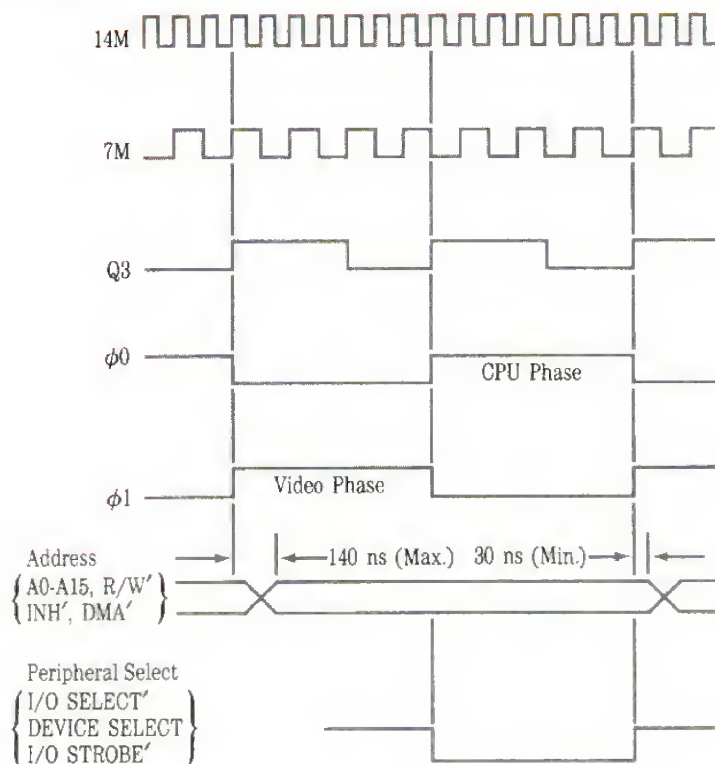 14M
7M
Q3
ϕ0
CPU Phase
ϕ1
Video Phase
Address
140 ns (Max.) 30 ns (Min.)
A0-A15, R/W′
INH′, DMA′
Peripheral Select
I/O SELECT′
DEVICE SELECT
I/O STROBE′